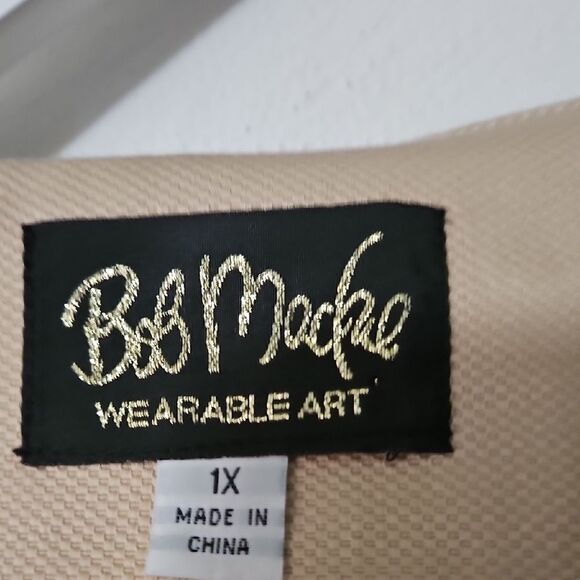 Bob Mackie
WEARABLE ART
1X
MADE IN
CHINA